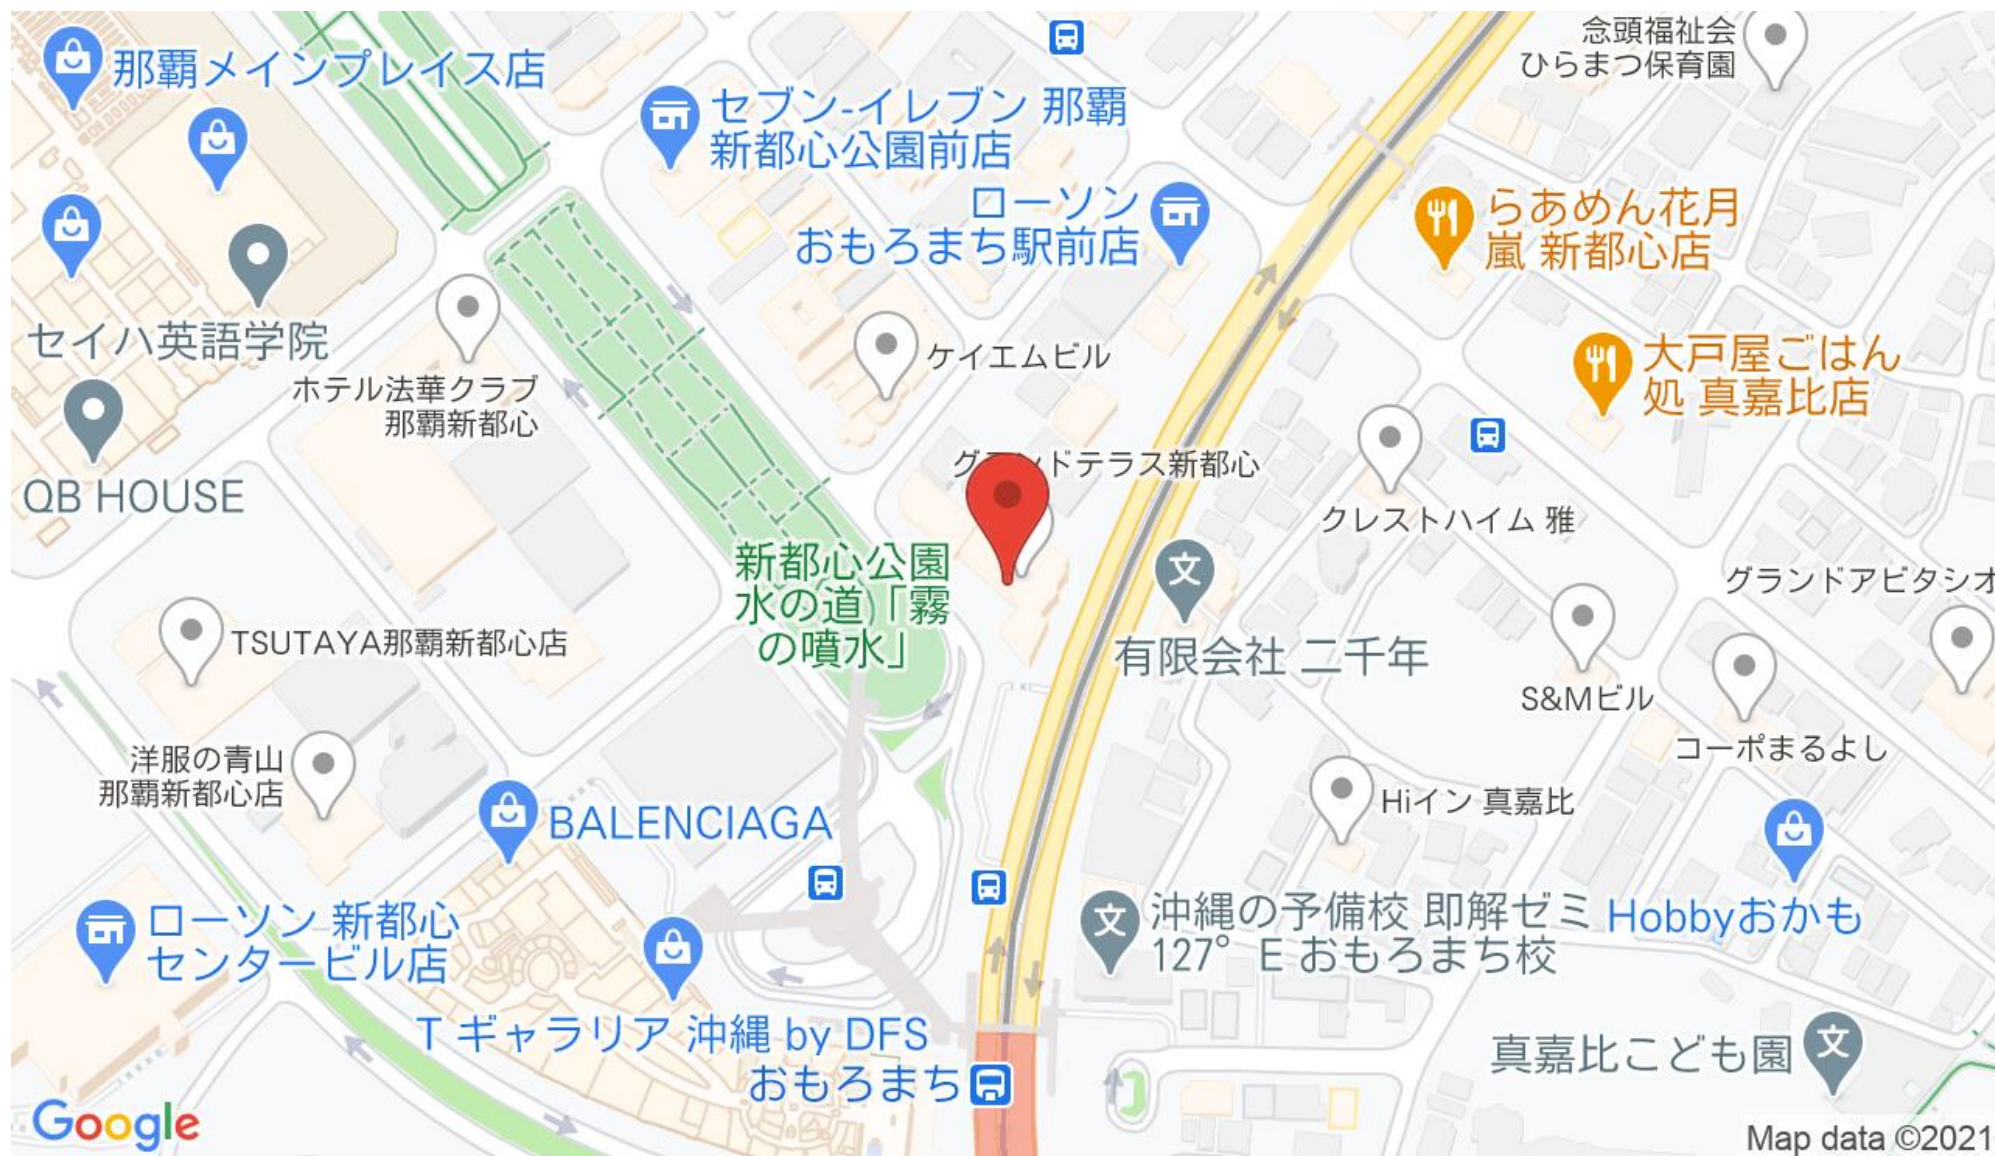 念頭福祉会
ひらまつ保育園
那覇メインプレイス店
セブン-イレブン 那覇
新都心公園前店
ローソン
おもろまち駅前店
らあめん花月
嵐 新都心店
セイハ英語学院
ケイエムビル
大戸屋ごはん
処 真嘉比店
ホテル法華クラブ
那覇新都心
QB HOUSE
ンドテラス新都心
クレストハイム 雅
新都心公園
水の道「霧
の噴水」
グランドアビタシオ
TSUTAYA那覇新都心店
有限会社 二千年
S&Mビル
コーポまるよし
洋服の青山
那覇新都心店
BALENCIAGA
Hiイン 真嘉比
ローソン 新都心
センタービル店
文
沖縄の予備校 即解ゼミ
127° E おもろまち校
Hobbyおかも
T ギャラリア 沖縄 by DFS
おもろまち
真嘉比こども園
文
文
Google
Map data ©2021